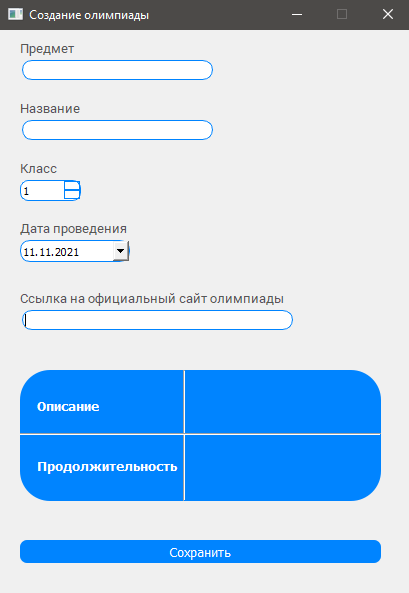 Создание олимпиады
Предмет
Название
Класс
1
Дата проведения
11.11.2021
Ссылка на официальный сайт олимпиады
Описание
Продолжительность
Сохранить